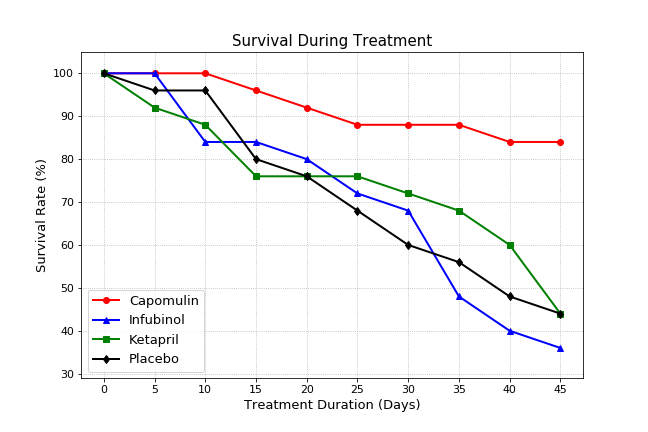 Survival During Treatment
Survival Rate (%)
100
90
80
70
60
50
40
30
Capomulin
Infubinol
Ketapril
Placebo
0 5 10 15 20 25 30 35 40 45
Treatment Duration (Days)